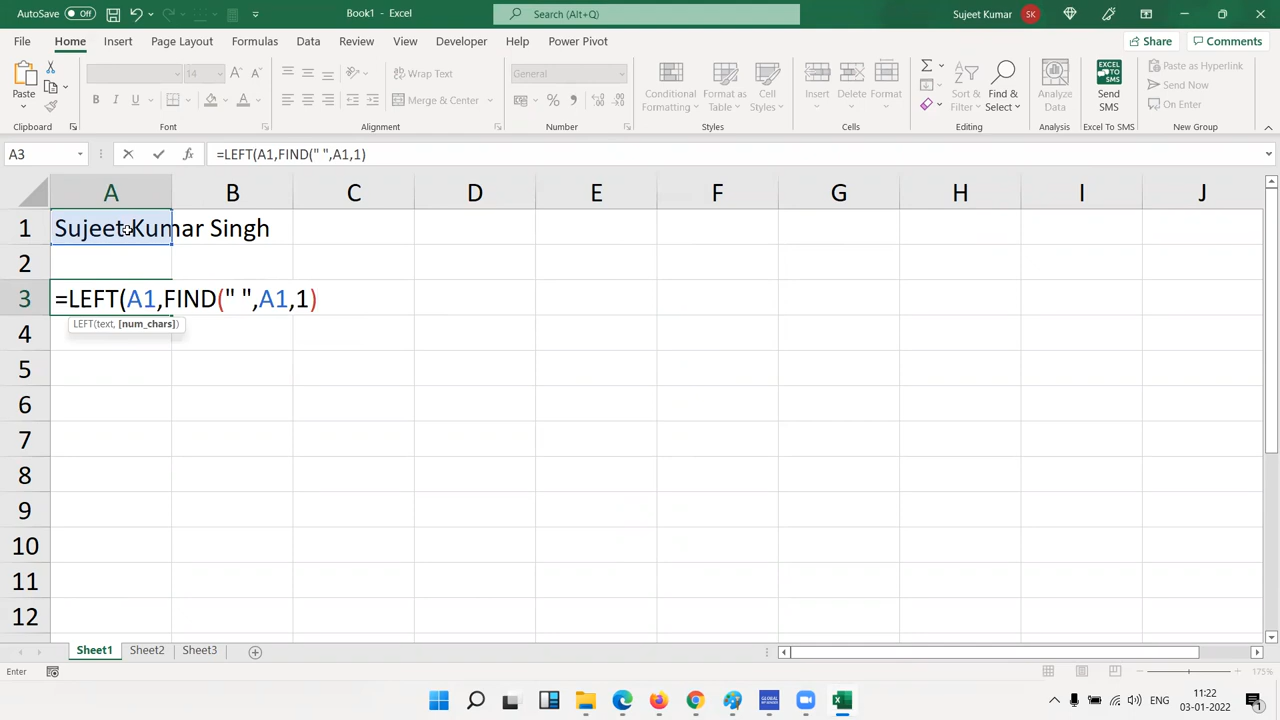 AutoSave Off Book1 - Excel Search (Alt+Q) Sujeet Kumar SK
File Home Insert Page Layout Formulas Data Review View Developer Help Power Pivot Share Comments
Paste
14
Wrap Text
General
Merge & Center
Conditional Formatting
Format as Table
Cell Styles
Insert
Delete
Format
Sort & Filter
Find & Select
Analyze Data
Send SMS
Paste as Hyperlink
Send Now
On Enter
Clipboard Font Alignment Number Styles Cells Editing Analysis Excel To SMS New Group
A3 =LEFT(A1,FIND(" ",A1,1)
A B C D E F G H I J
1 Sujeet Kumar Singh
2
3 =LEFT(A1,FIND(" ",A1,1)
LEFT(text, [num_chars])
4
5
6
7
8
9
10
11
12
Sheet1 Sheet2 Sheet3
Enter 175%
GLOBAL
ENG 11:22
03-01-2022 1